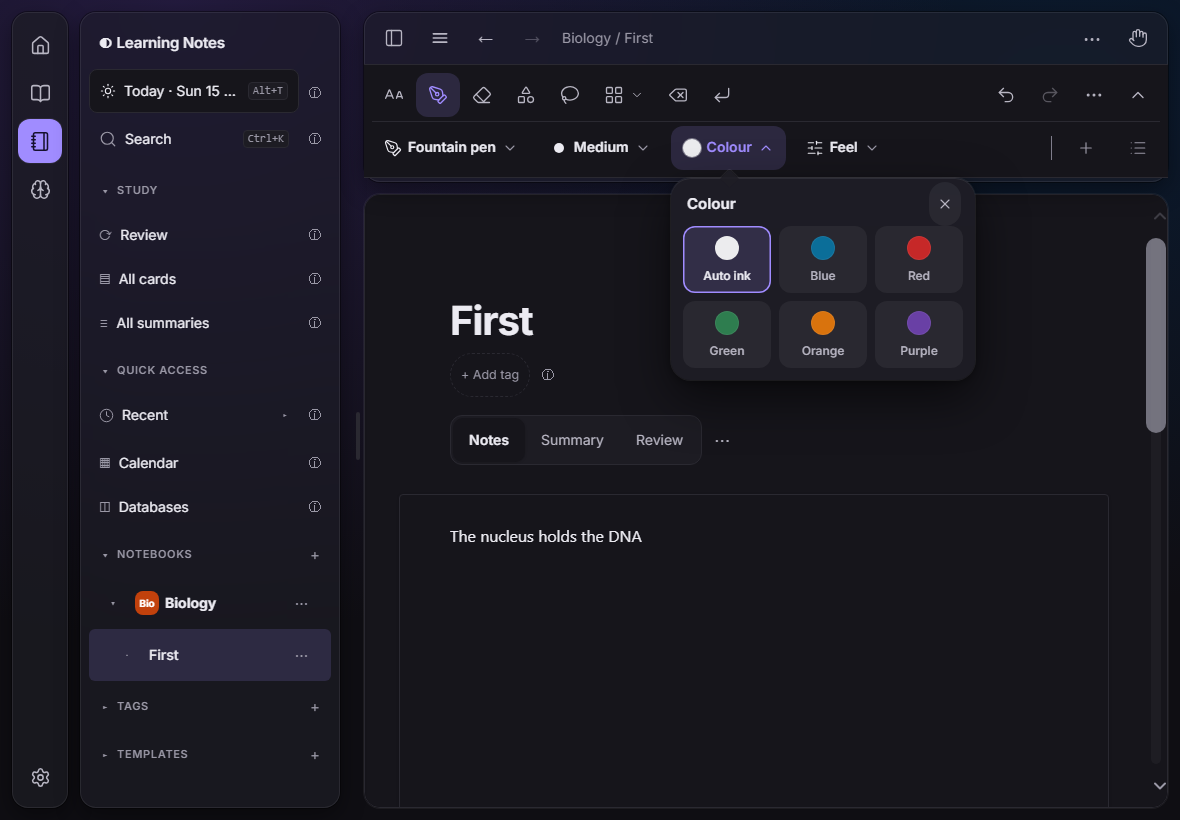 Learning Notes
Today · Sun 15 ... Alt+T
Search Ctrl+K
STUDY
Review
All cards
All summaries
QUICK ACCESS
Recent
Calendar
Databases
NOTEBOOKS
Bio Biology
First
TAGS
TEMPLATES
Biology / First
AA
Fountain pen Medium Colour Feel
Colour
Auto ink Blue Red
Green Orange Purple
First
+ Add tag
Notes Summary Review
The nucleus holds the DNA